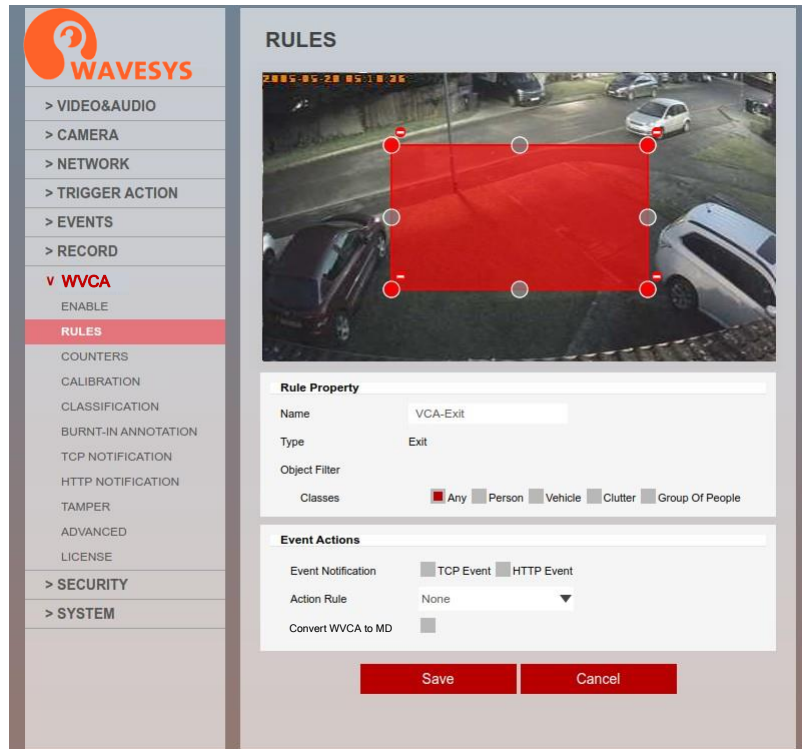 WAVESYS
> VIDEO&AUDIO
> CAMERA
> NETWORK
> TRIGGER ACTION
> EVENTS
> RECORD
∨ WVCA
ENABLE
RULES
COUNTERS
CALIBRATION
CLASSIFICATION
BURNT-IN ANNOTATION
TCP NOTIFICATION
HTTP NOTIFICATION
TAMPER
ADVANCED
LICENSE
> SECURITY
> SYSTEM
RULES
2005-05-20 05:18:36
Rule Property
Name VCA-Exit
Type Exit
Object Filter
Classes Any Person Vehicle Clutter Group Of People
Event Actions
Event Notification TCP Event HTTP Event
Action Rule None
Convert WVCA to MD
Save Cancel